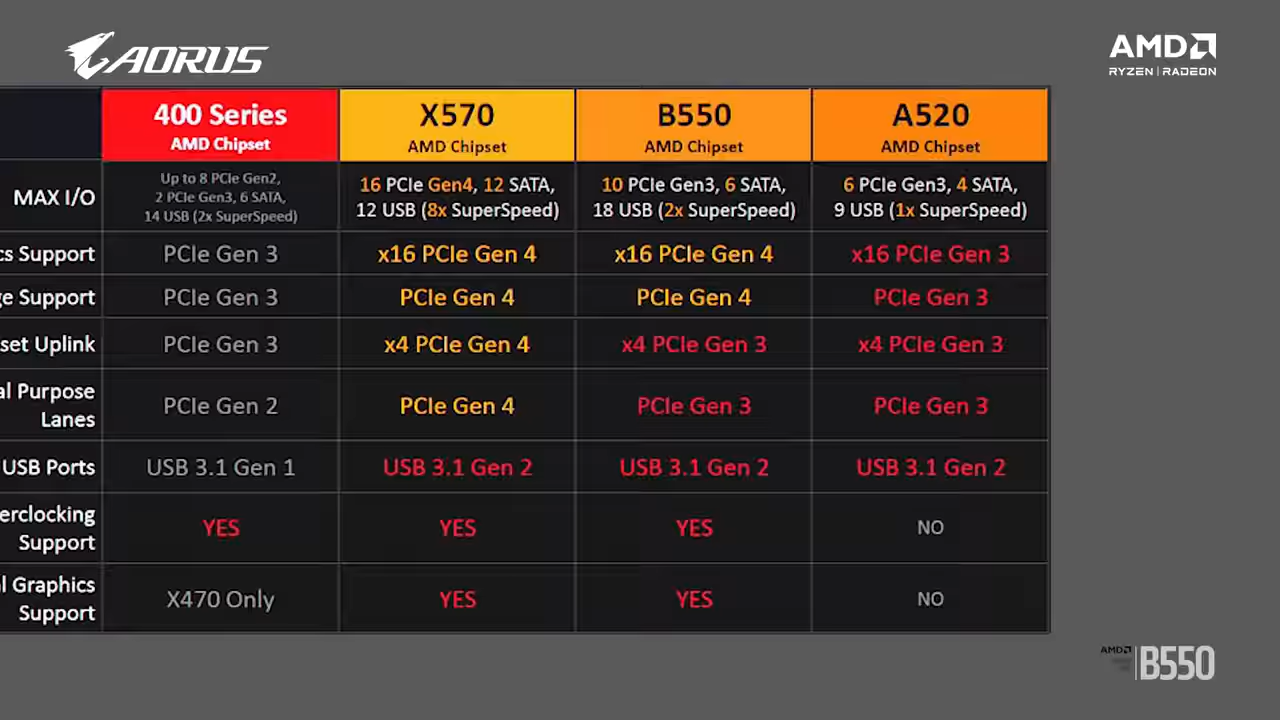 AORUS
AMD
RYZEN | RADEON
400 Series X570 B550 A520
AMD Chipset AMD Chipset AMD Chipset AMD Chipset
MAX I/O
Up to 8 PCIe Gen2,
2 PCIe Gen3, 6 SATA,
14 USB (2x SuperSpeed)
16 PCIe Gen4, 12 SATA,
12 USB (8x SuperSpeed)
10 PCIe Gen3, 6 SATA,
18 USB (2x SuperSpeed)
6 PCIe Gen3, 4 SATA,
9 USB (1x SuperSpeed)
cs Support PCIe Gen 3 x16 PCIe Gen 4 x16 PCIe Gen 4 x16 PCIe Gen 3
ge Support PCIe Gen 3 PCIe Gen 4 PCIe Gen 4 PCIe Gen 3
set Uplink PCIe Gen 3 x4 PCIe Gen 4 x4 PCIe Gen 3 x4 PCIe Gen 3
al Purpose
Lanes
PCIe Gen 2 PCIe Gen 4 PCIe Gen 3 PCIe Gen 3
USB Ports USB 3.1 Gen 1 USB 3.1 Gen 2 USB 3.1 Gen 2 USB 3.1 Gen 2
erclocking
Support
YES YES YES NO
l Graphics
Support
X470 Only YES YES NO
AMD
B550